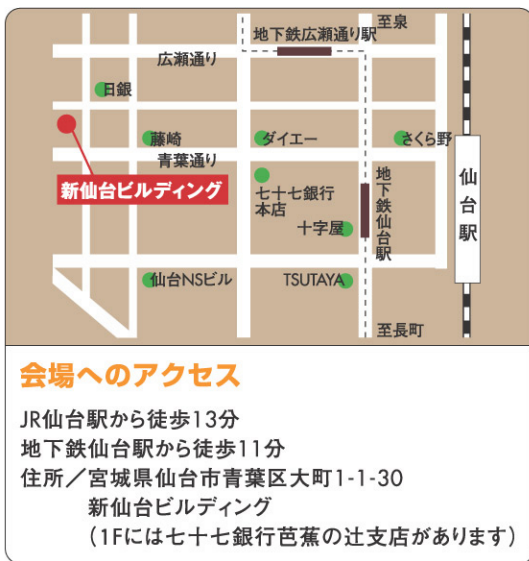 至泉
地下鉄広瀬通り駅
広瀬通り
日銀
藤崎
ダイエー
さくら野
青葉通り
新仙台ビルディング
七十七銀行
本店
地下鉄仙台駅
仙台駅
十字屋
仙台NSビル
TSUTAYA
至長町
会場へのアクセス
JR仙台駅から徒歩13分
地下鉄仙台駅から徒歩11分
住所／宮城県仙台市青葉区大町1-1-30
新仙台ビルディング
（1Fには七十七銀行芭蕉の辻支店があります）